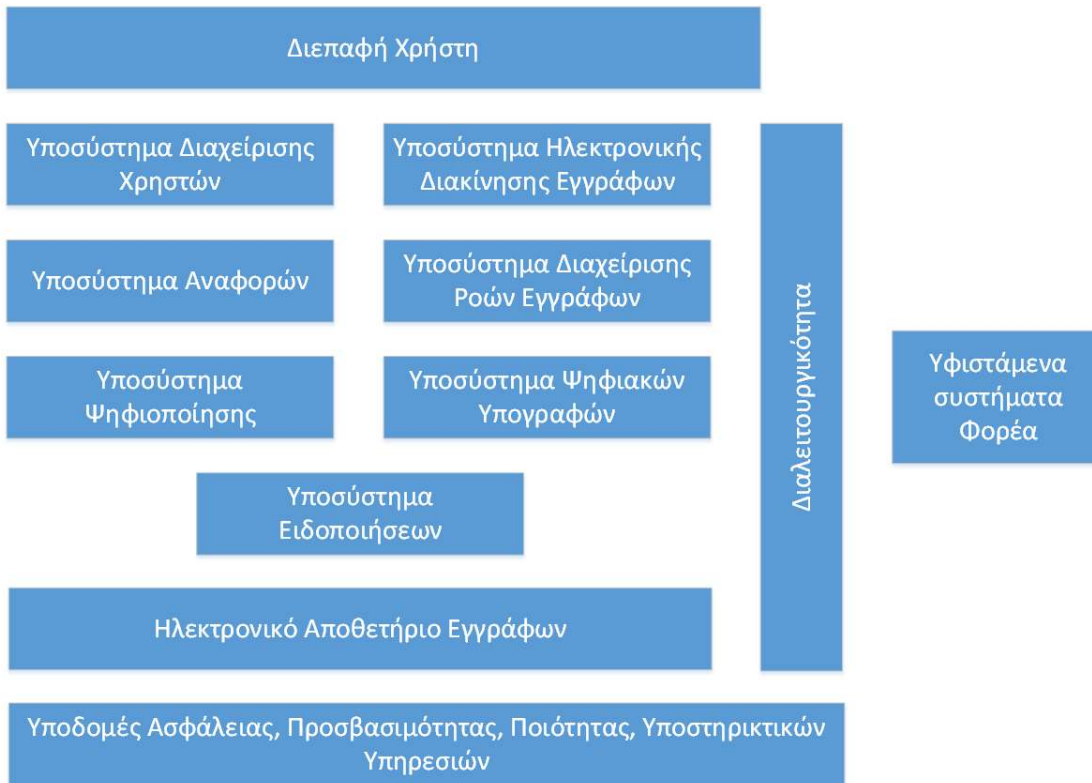 Διεπαφή Χρήστη
Υποσύστημα Διαχείρισης
Χρηστών
Υποσύστημα Ηλεκτρονικής
Διακίνησης Εγγράφων
Υποσύστημα Αναφορών
Υποσύστημα Διαχείρισης
Ροών Εγγράφων
Υποσύστημα
Ψηφιοποίησης
Υποσύστημα Ψηφιακών
Υπογραφών
Υποσύστημα
Ειδοποιήσεων
Ηλεκτρονικό Αποθετήριο Εγγράφων
Διαλειτουργικότητα
Υφιστάμενα
συστήματα
Φορέα
Υποδομές Ασφάλειας, Προσβασιμότητας, Ποιότητας, Υποστηρικτικών
Υπηρεσιών